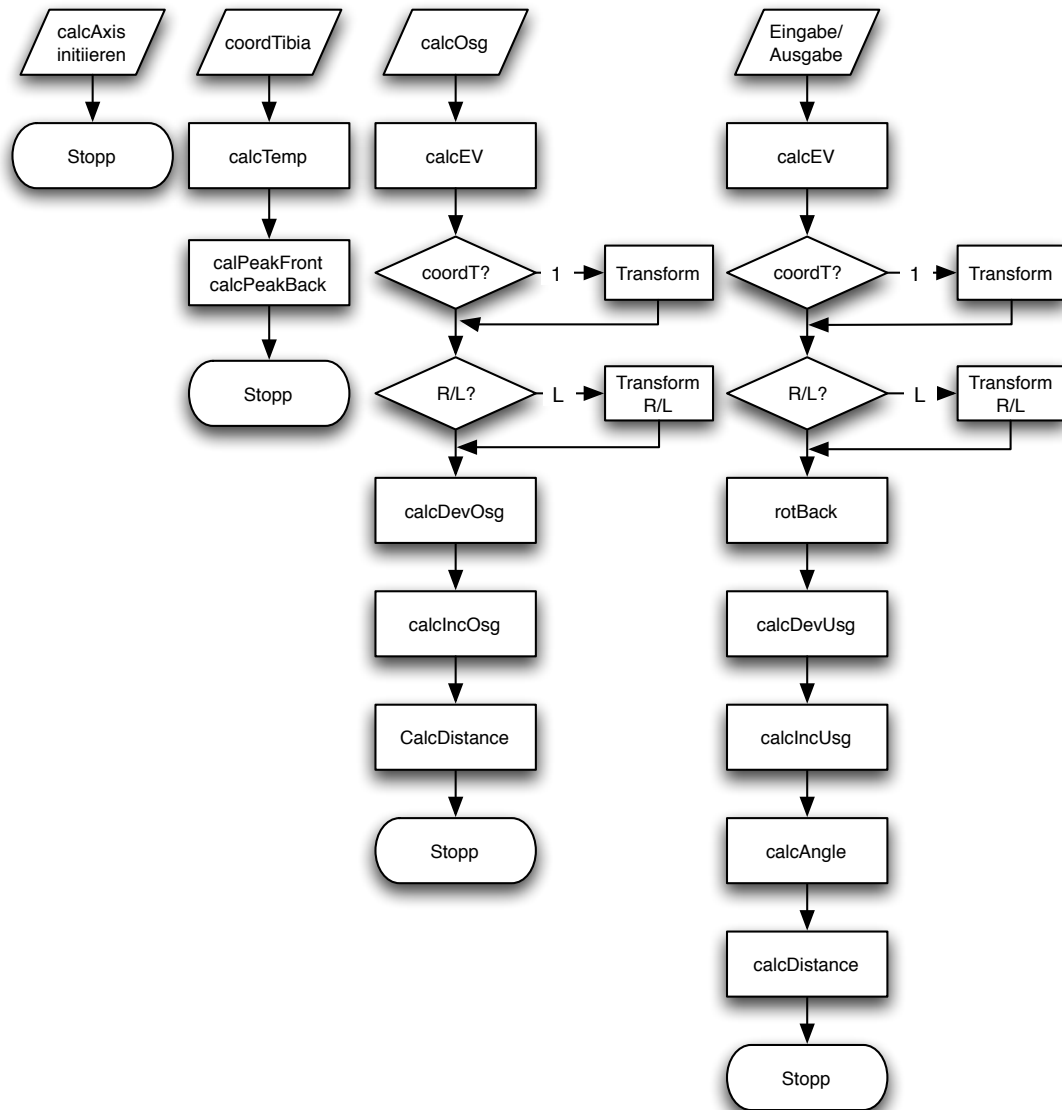 calcAxis
initiieren
Stopp
coordTibia
calcTemp
calPeakFront
calcPeakBack
Stopp
calcOsg
calcEV
coordT?
1
Transform
R/L?
L
Transform
R/L
calcDevOsg
calcIncOsg
CalcDistance
Stopp
Eingabe/
Ausgabe
calcEV
coordT?
1
Transform
R/L?
L
Transform
R/L
rotBack
calcDevUsg
calcIncUsg
calcAngle
calcDistance
Stopp